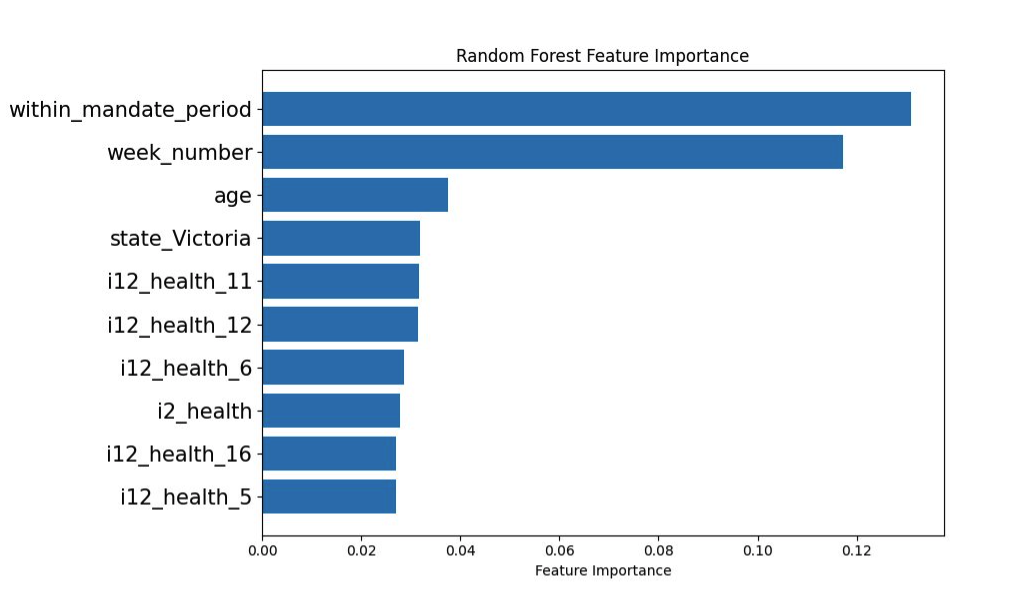 Random Forest Feature Importance
within_mandate_period
week_number
age
state_Victoria
i12_health_11
i12_health_12
i12_health_6
i2_health
i12_health_16
i12_health_5
0.00 0.02 0.04 0.06 0.08 0.10 0.12
Feature Importance